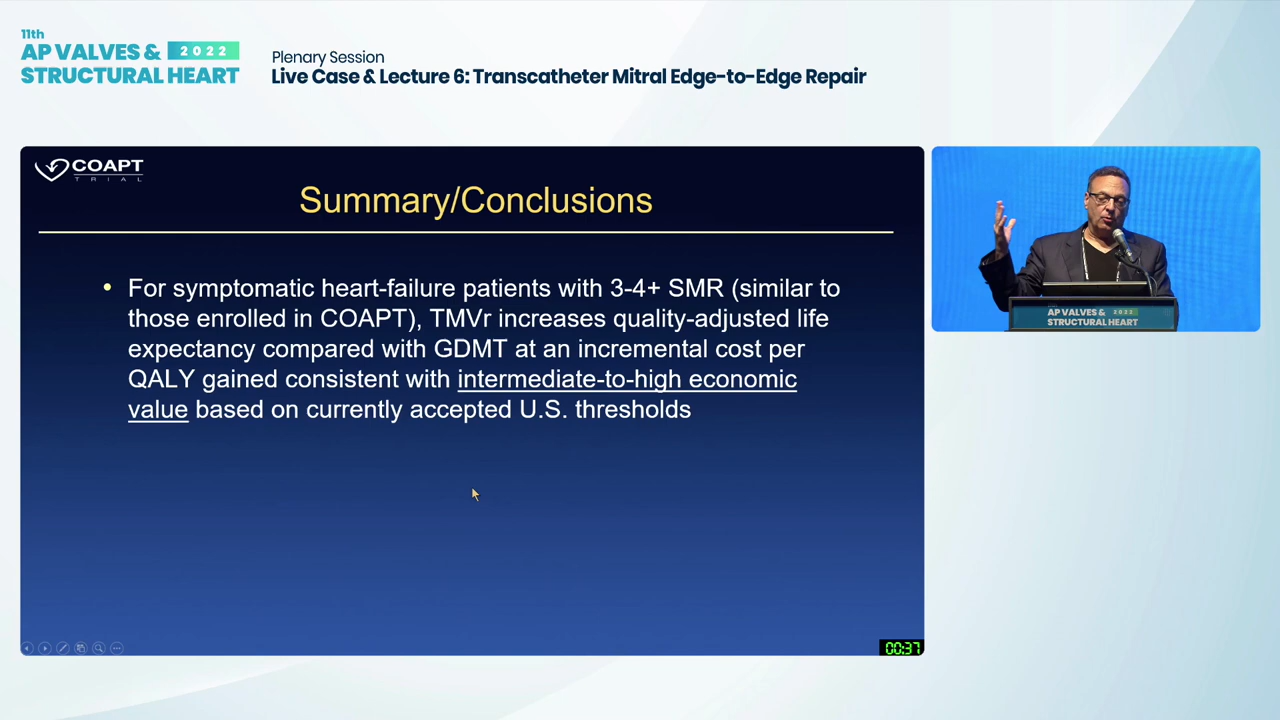 11th
AP VALVES & 2022
STRUCTURAL HEART
Plenary Session
Live Case & Lecture 6: Transcatheter Mitral Edge-to-Edge Repair
COAPT
TRIAL
Summary/Conclusions
• For symptomatic heart-failure patients with 3-4+ SMR (similar to
those enrolled in COAPT), TMVr increases quality-adjusted life
expectancy compared with GDMT at an incremental cost per
QALY gained consistent with intermediate-to-high economic
value based on currently accepted U.S. thresholds
00:37
AP VALVES & 2022
STRUCTURAL HEART